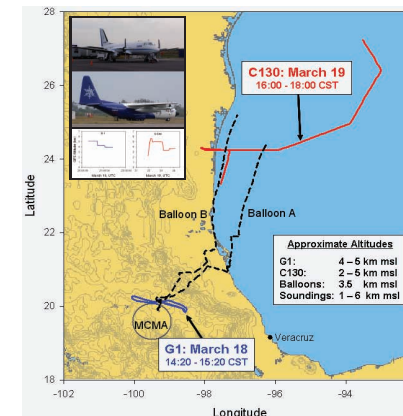 28
26
24
22
20
18
Latitude
C130: March 19
16:00 - 18:00 CST
Balloon B
Balloon A
Approximate Altitudes
G1: 4 – 5 km msl
C130: 2 – 5 km msl
Balloons: 3.5 km msl
Soundings: 1 – 6 km msl
MCMA
Veracruz
G1: March 18
14:20 - 15:20 CST
-102
-100
-98
-96
-94
Longitude